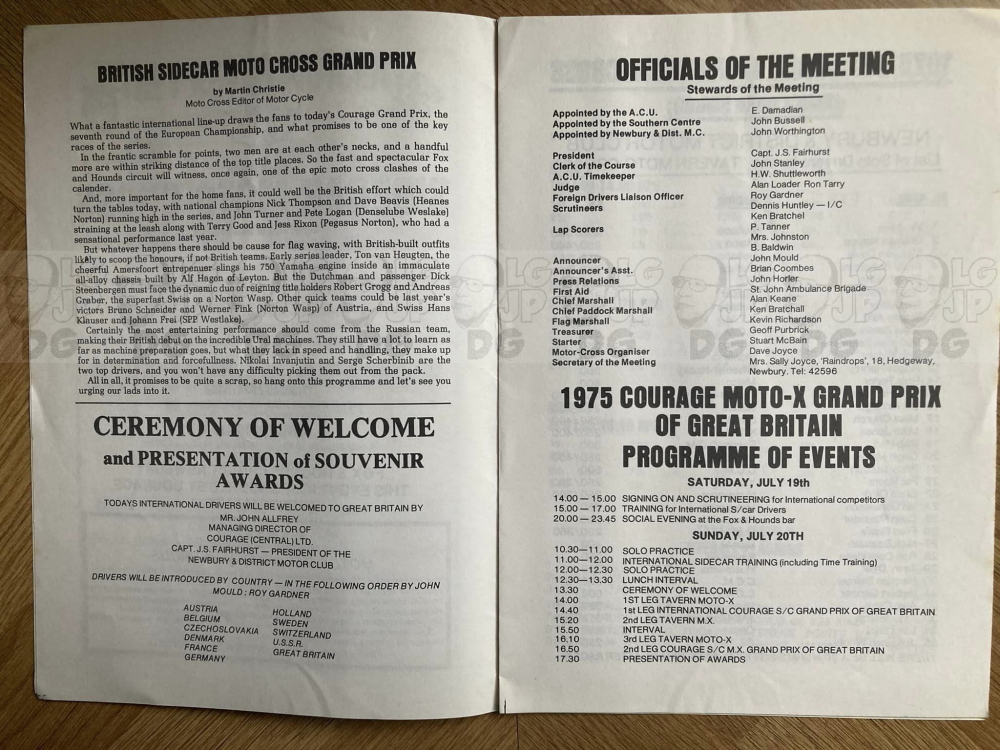 BRITISH SIDECAR MOTO CROSS GRAND PRIX
by Martin Christie
Moto Cross Editor of Motor Cycle
What a fantastic international line-up draws the fans to today's Courage Grand Prix, the
seventh round of the European Championship, and what promises to be one of the key
races of the series.
In the frantic scramble for points, two men are at each other's necks, and a handful
more are within striking distance of the top title places. So the fast and spectacular Fox
and Hounds circuit will witness, once again, one of the epic moto cross clashes of the
calender.
And, more important for the home fans, it could well be the British effort which could
turn the tables today, with national champions Nick Thompson and Dave Beavis (Heanes
Norton) running high in the series, and John Turner and Pete Logan (Denselube Weslake)
straining at the leash along with Terry Good and Jess Rixon (Pegasus Norton), who had a
sensational performance last year.
But whatever happens there should be cause for flag waving, with British-built outfits
likely to scoop the honours, if not British teams. Early series leader, Ton van Heugten, the
cheerful Amersfoort entrepenuer slings his 750 Yamaha engine inside an immaculate
all-alloy chassis built by Alf Hagon of Leyton. But the Dutchman and passenger Dick
Steenbergen must face the dynamic duo of reigning title holders Robert Grogg and Andreas
Graber, the superfast Swiss on a Norton Wasp. Other quick teams could be last year's
victors Bruno Schneider and Werner Fink (Norton Wasp) of Austria, and Swiss Hans
Klauser and Johann Frei (SPP Westlake).
Certainly the most entertaining performance should come from the Russian team,
making their British debut on the incredible Ural machines. They still have a lot to learn as
far as machine preparation goes, but what they lack in speed and handling, they make up
for in determination and forcefulness. Nikolai Invanjutin and Serge Scherbinin are the
two top drivers, and you won't have any difficulty picking them out from the pack.
All in all, it promises to be quite a scrap, so hang onto this programme and let's see you
urging our lads into it.
CEREMONY OF WELCOME
and PRESENTATION of SOUVENIR
AWARDS
TODAYS INTERNATIONAL DRIVERS WILL BE WELCOMED TO GREAT BRITAIN BY
MR. JOHN ALLFREY
MANAGING DIRECTOR OF
COURAGE (CENTRAL) LTD.
CAPT. J.S. FAIRHURST — PRESIDENT OF THE
NEWBURY & DISTRICT MOTOR CLUB
DRIVERS WILL BE INTRODUCED BY COUNTRY — IN THE FOLLOWING ORDER BY JOHN
MOULD : ROY GARDNER
AUSTRIA HOLLAND
BELGIUM SWEDEN
CZECHOSLOVAKIA SWITZERLAND
DENMARK U.S.S.R.
FRANCE GREAT BRITAIN
GERMANY
OFFICIALS OF THE MEETING
Stewards of the Meeting
Appointed by the A.C.U. E. Damadian
Appointed by the Southern Centre John Bussell
Appointed by Newbury & Dist. M.C. John Worthington
President Capt. J.S. Fairhurst
Clerk of the Course John Stanley
A.C.U. Timekeeper H.W. Shuttleworth
Judge Alan Loader Ron Tarry
Foreign Drivers Liaison Officer Roy Gardner
Scrutineers Dennis Huntley — I/C
Ken Bratchel
Lap Scorers P. Tanner
Mrs. Johnston
B. Baldwin
Announcer John Mould
Announcer's Asst. Brian Coombes
Press Relations John Horler
First Aid St. John Ambulance Brigade
Chief Marshall Alan Keane
Chief Paddock Marshall Ken Bratchall
Flag Marshall Kevin Richardson
Treasurer Geoff Purbrick
Starter Stuart McBain
Motor-Cross Organiser Dave Joyce
Secretary of the Meeting Mrs. Sally Joyce, 'Raindrops', 18, Hedgeway,
Newbury. Tel: 42596
1975 COURAGE MOTO-X GRAND PRIX
OF GREAT BRITAIN
PROGRAMME OF EVENTS
SATURDAY, JULY 19th
14.00 — 15.00 SIGNING ON AND SCRUTINEERING for International competitors
15.00 — 17.00 TRAINING for International S/car Drivers
20.00 — 23.45 SOCIAL EVENING at the Fox & Hounds bar
SUNDAY, JULY 20TH
10.30—11.00 SOLO PRACTICE
11.00—12.00 INTERNATIONAL SIDECAR TRAINING (including Time Training)
12.00—12.30 SOLO PRACTICE
12.30—13.30 LUNCH INTERVAL
13.30 CEREMONY OF WELCOME
14.00 1ST LEG TAVERN MOTO-X
14.40 1st LEG INTERNATIONAL COURAGE S/C GRAND PRIX OF GREAT BRITAIN
15.20 2nd LEG TAVERN M.X.
15.50 INTERVAL
16.10 3rd LEG TAVERN MOTO-X
16.50 2nd LEG COURAGE S/C M.X. GRAND PRIX OF GREAT BRITAIN
17.30 PRESENTATION OF AWARDS